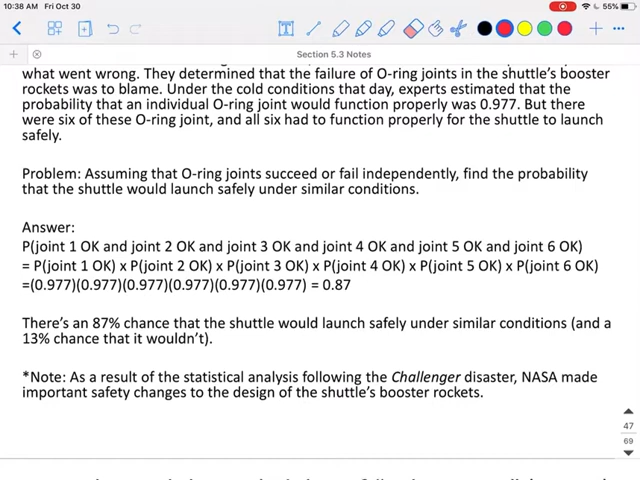 10:38 AM Fri Oct 30
55%
Section 5.3 Notes
what went wrong. They determined that the failure of O-ring joints in the shuttle's booster
rockets was to blame. Under the cold conditions that day, experts estimated that the
probability that an individual O-ring joint would function properly was 0.977. But there
were six of these O-ring joint, and all six had to function properly for the shuttle to launch
safely.
Problem: Assuming that O-ring joints succeed or fail independently, find the probability
that the shuttle would launch safely under similar conditions.
Answer:
P(joint 1 OK and joint 2 OK and joint 3 OK and joint 4 OK and joint 5 OK and joint 6 OK)
= P(joint 1 OK) x P(joint 2 OK) x P(joint 3 OK) x P(joint 4 OK) x P(joint 5 OK) x P(joint 6 OK)
=(0.977)(0.977)(0.977)(0.977)(0.977)(0.977) = 0.87
There's an 87% chance that the shuttle would launch safely under similar conditions (and a
13% chance that it wouldn't).
*Note: As a result of the statistical analysis following the Challenger disaster, NASA made
important safety changes to the design of the shuttle's booster rockets.
47
69